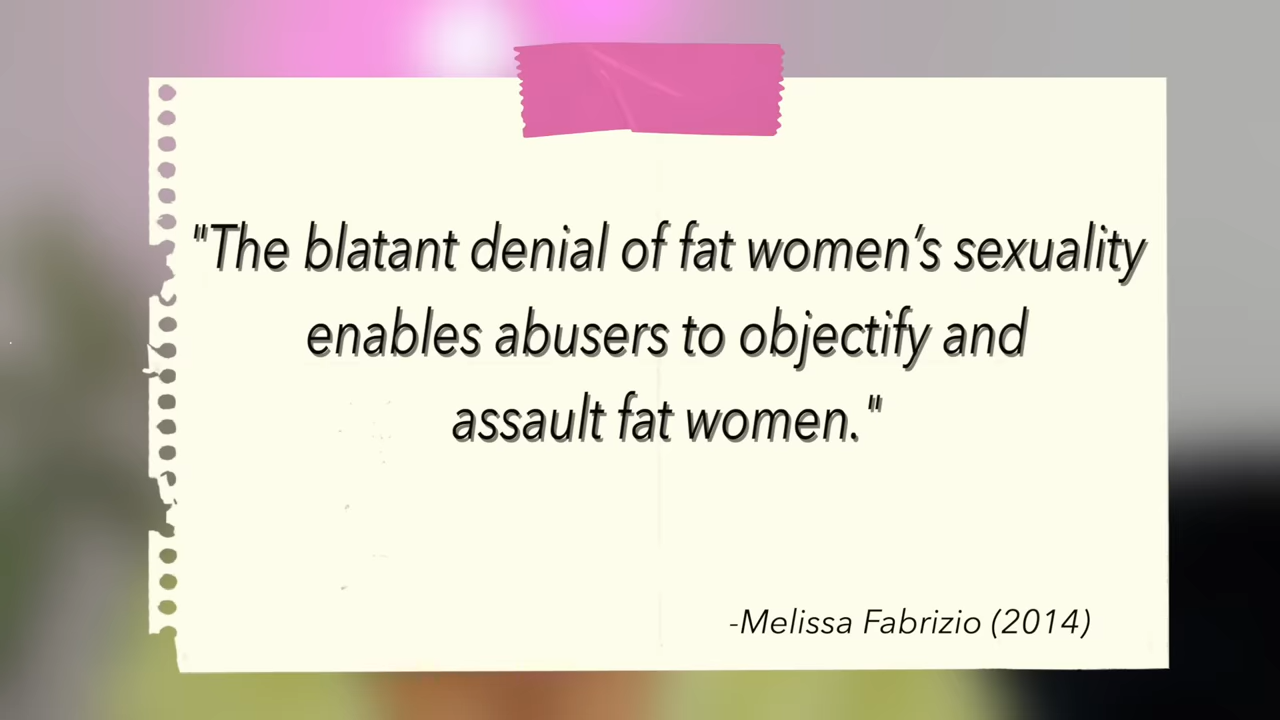 "The blatant denial of fat women’s sexuality
enables abusers to objectify and
assault fat women."
-Melissa Fabrizio (2014)